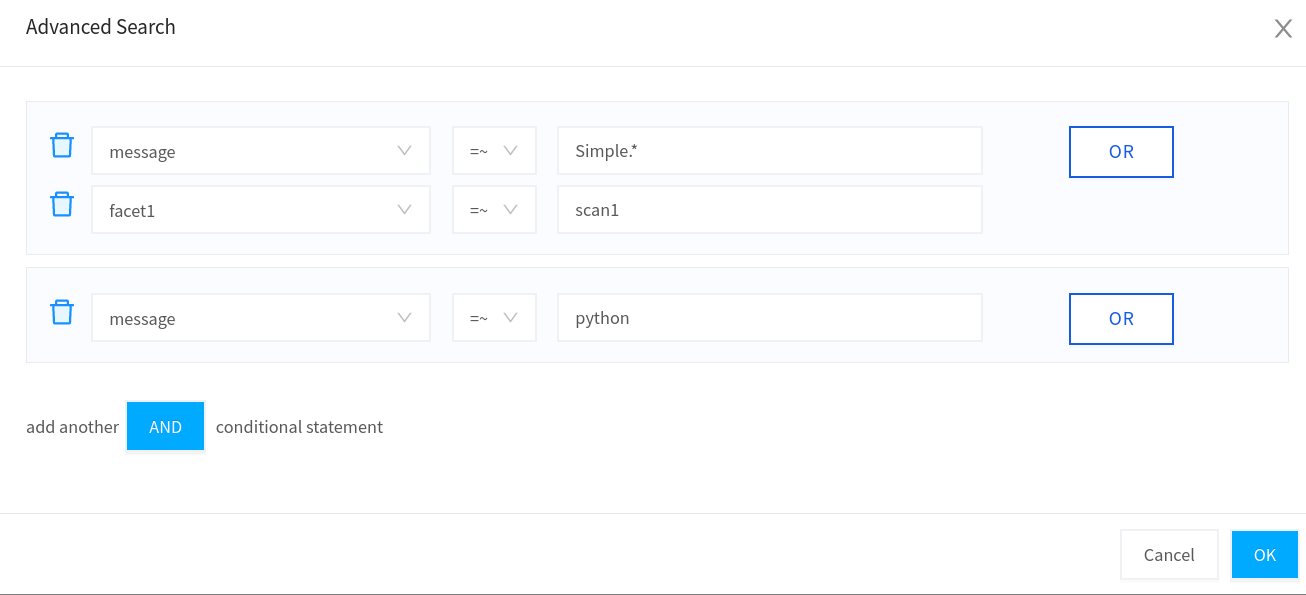 Advanced Search
message =~ Simple.* OR
facet1 =~ scan1
message =~ python OR
add another AND conditional statement
Cancel OK